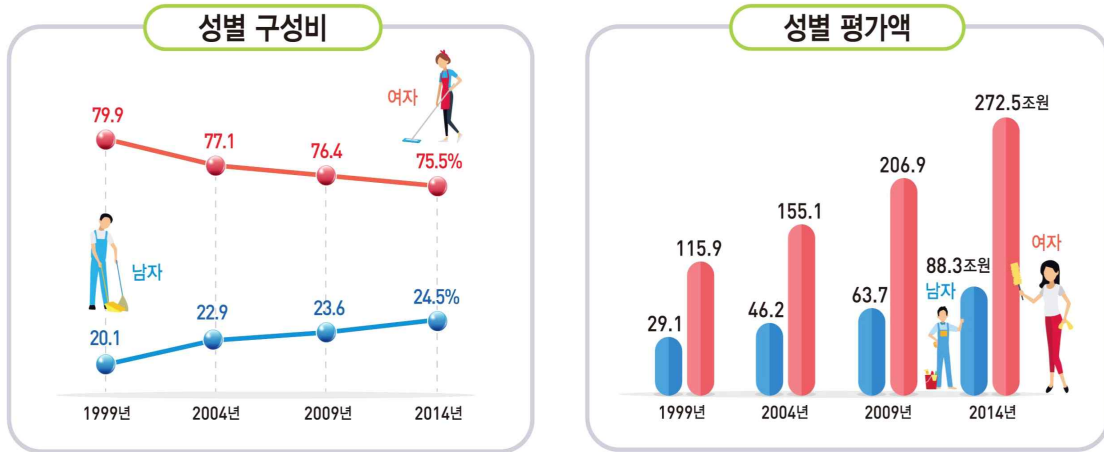 성별 구성비
여자
79.9
77.1
76.4
75.5%
남자
20.1
22.9
23.6
24.5%
1999년 2004년 2009년 2014년
성별 평가액
272.5조원
206.9
155.1
115.9
여자
88.3조원
남자
63.7
46.2
29.1
1999년 2004년 2009년 2014년